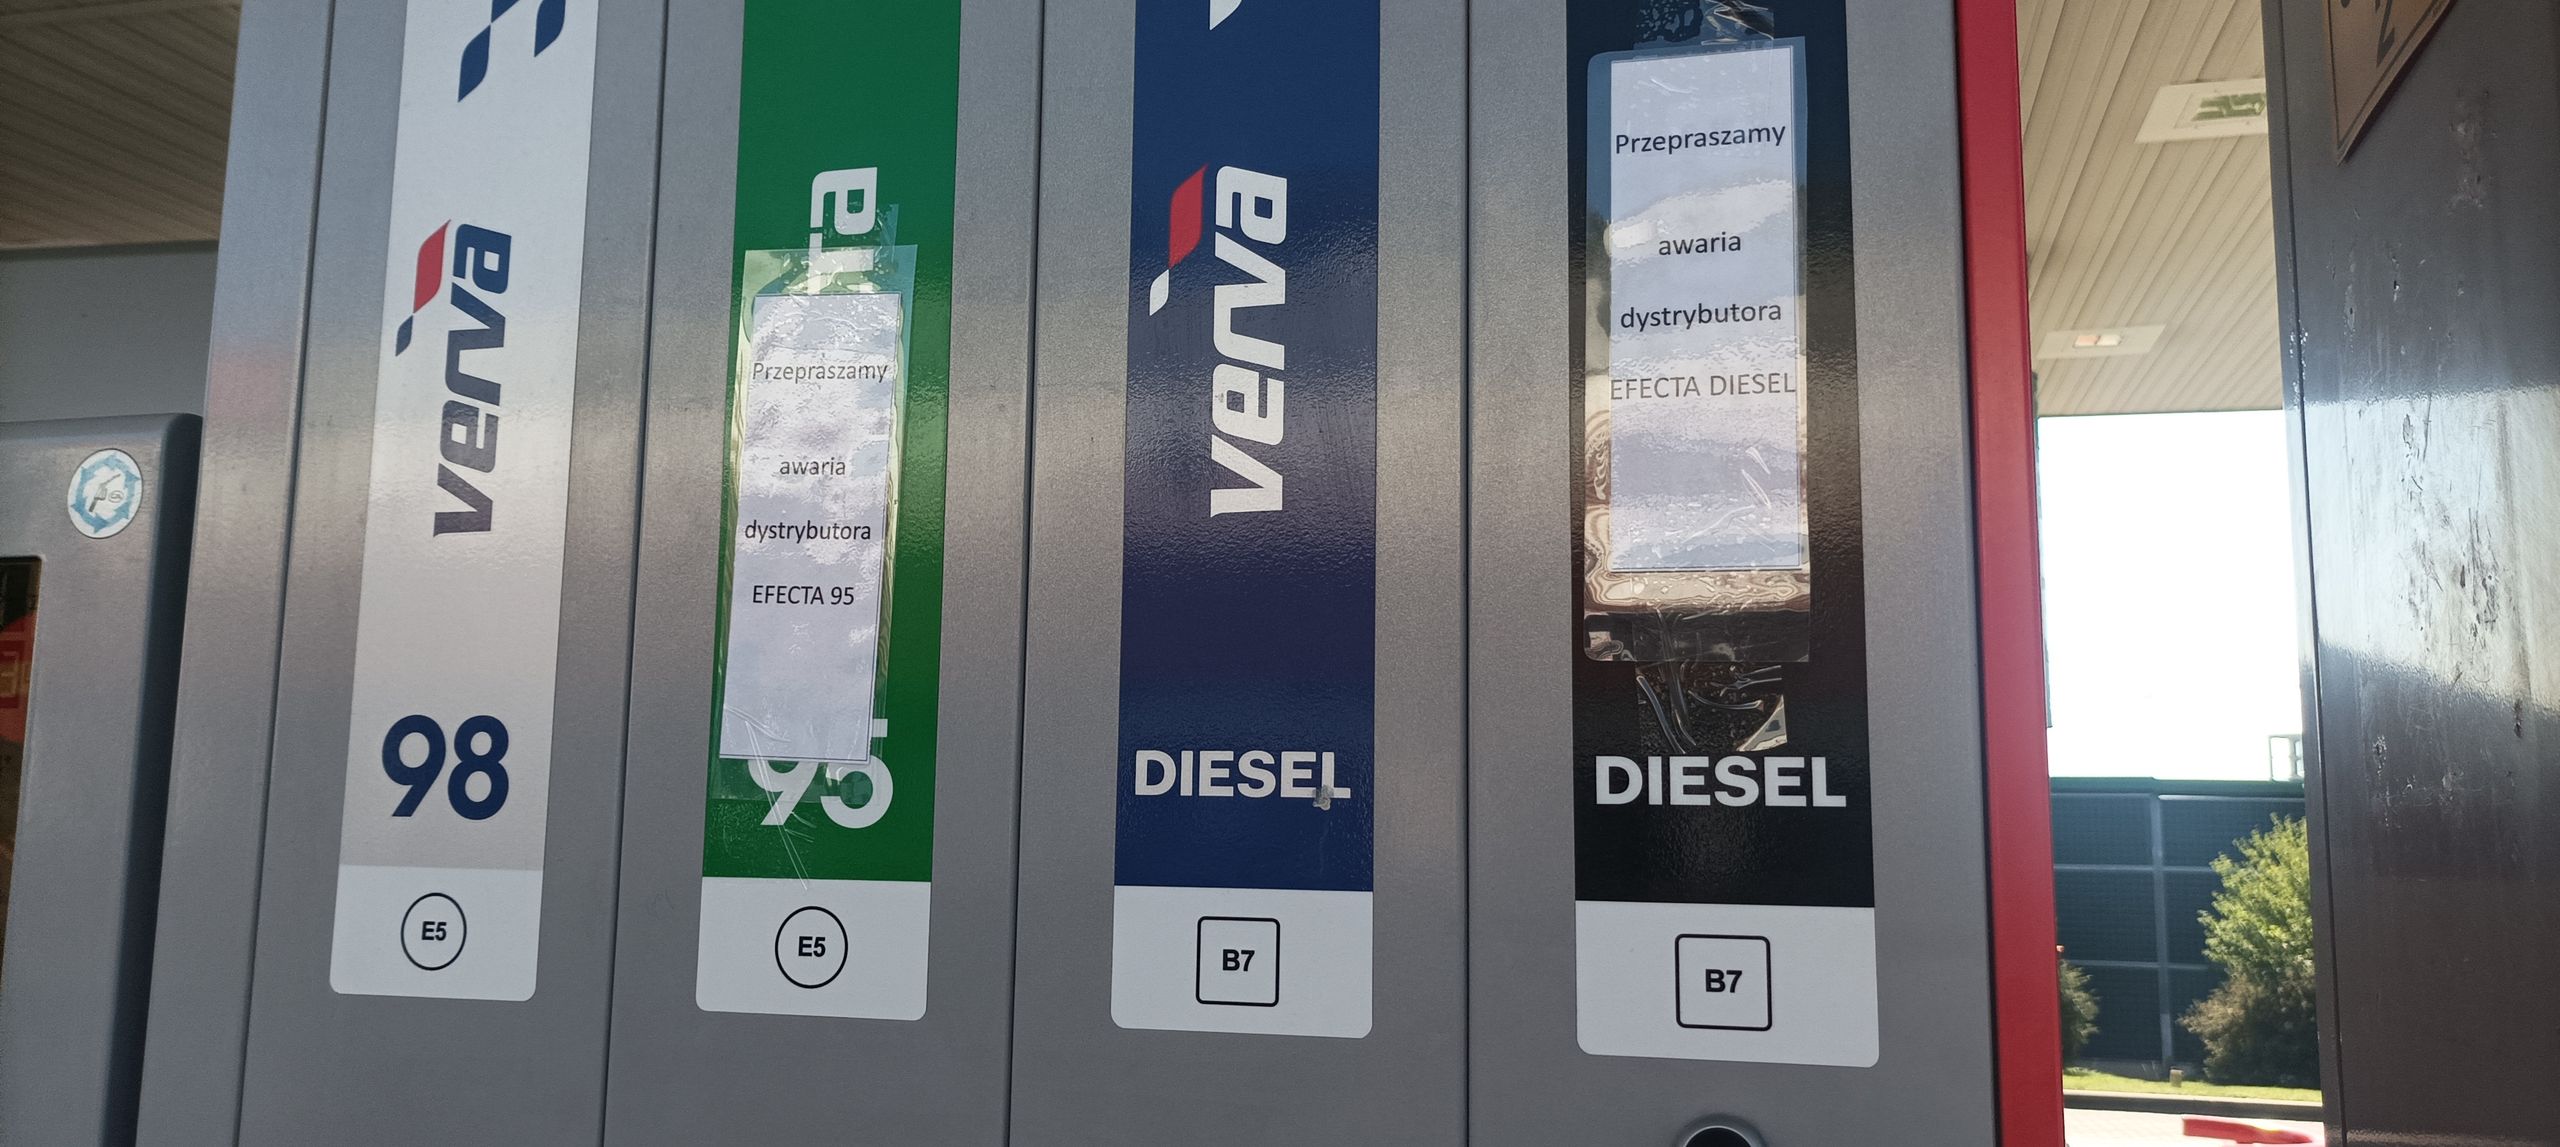 verva
98
E5
Przepraszamy
awaria
dystrybutora
EFECTA 95
95
E5
verva
DIESEL
B7
Przepraszamy
awaria
dystrybutora
EFECTA DIESEL
DIESEL
B7